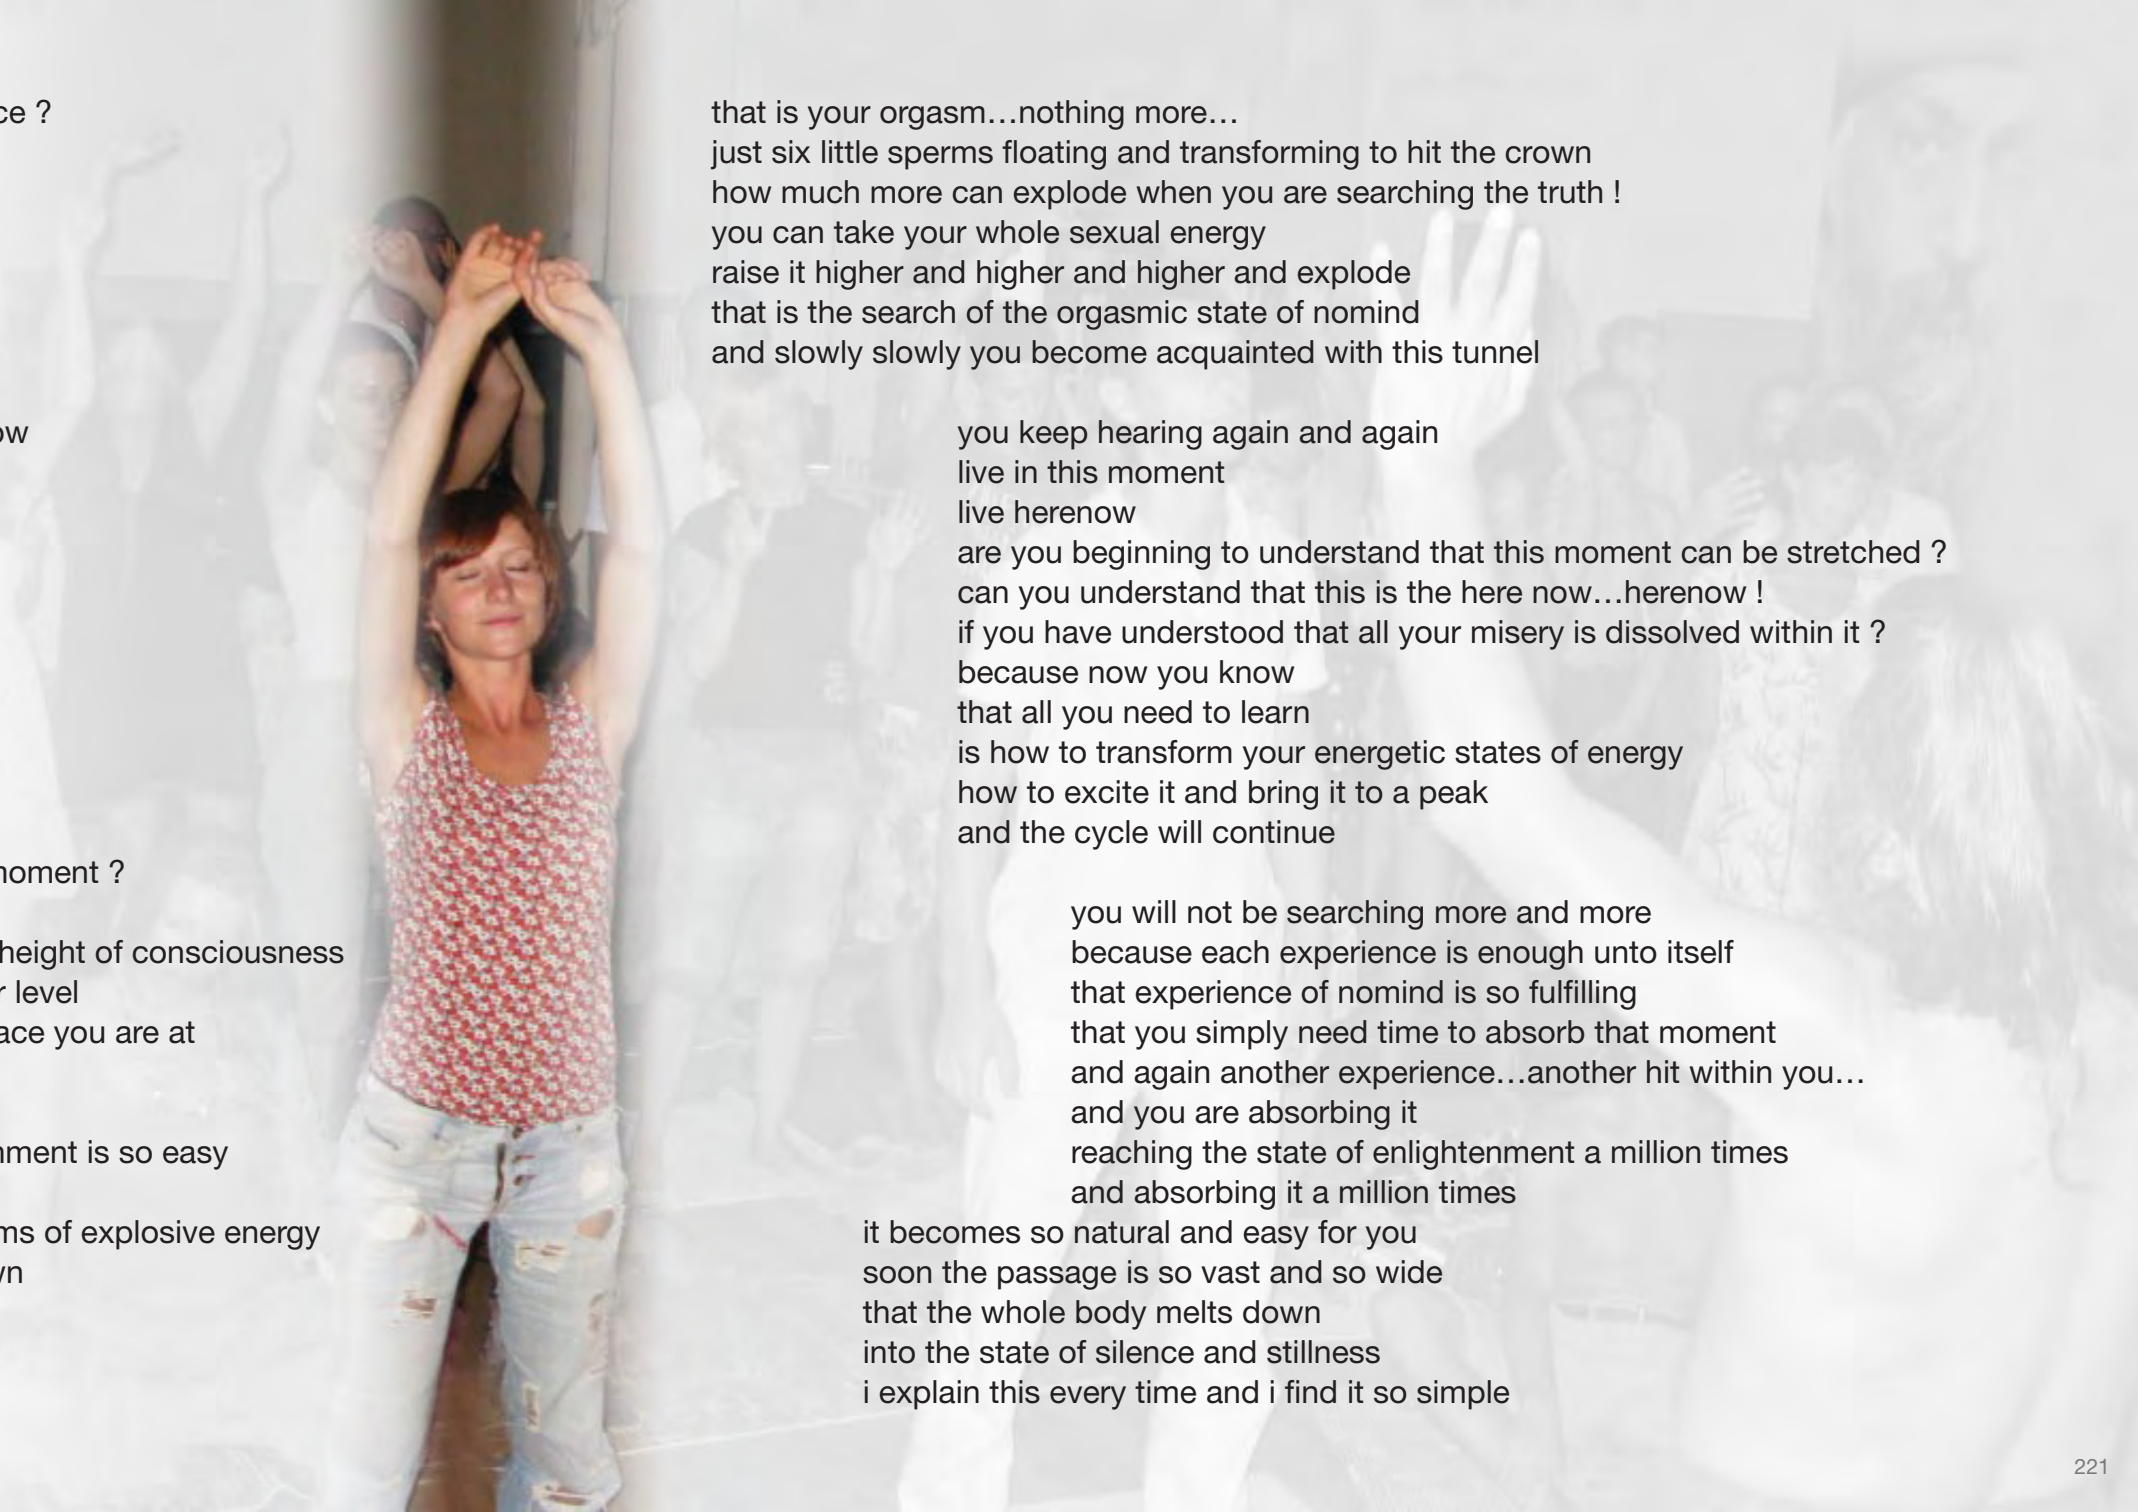 ce ?
ow
moment ?
height of consciousness
r level
ace you are at
nment is so easy
ms of explosive energy
wn
that is your orgasm…nothing more…
just six little sperms floating and transforming to hit the crown
how much more can explode when you are searching the truth !
you can take your whole sexual energy
raise it higher and higher and higher and explode
that is the search of the orgasmic state of nomind
and slowly slowly you become acquainted with this tunnel
you keep hearing again and again
live in this moment
live herenow
are you beginning to understand that this moment can be stretched ?
can you understand that this is the here now…herenow !
if you have understood that all your misery is dissolved within it ?
because now you know
that all you need to learn
is how to transform your energetic states of energy
how to excite it and bring it to a peak
and the cycle will continue
you will not be searching more and more
because each experience is enough unto itself
that experience of nomind is so fulfilling
that you simply need time to absorb that moment
and again another experience…another hit within you…
and you are absorbing it
reaching the state of enlightenment a million times
and absorbing it a million times
it becomes so natural and easy for you
soon the passage is so vast and so wide
that the whole body melts down
into the state of silence and stillness
i explain this every time and i find it so simple
221